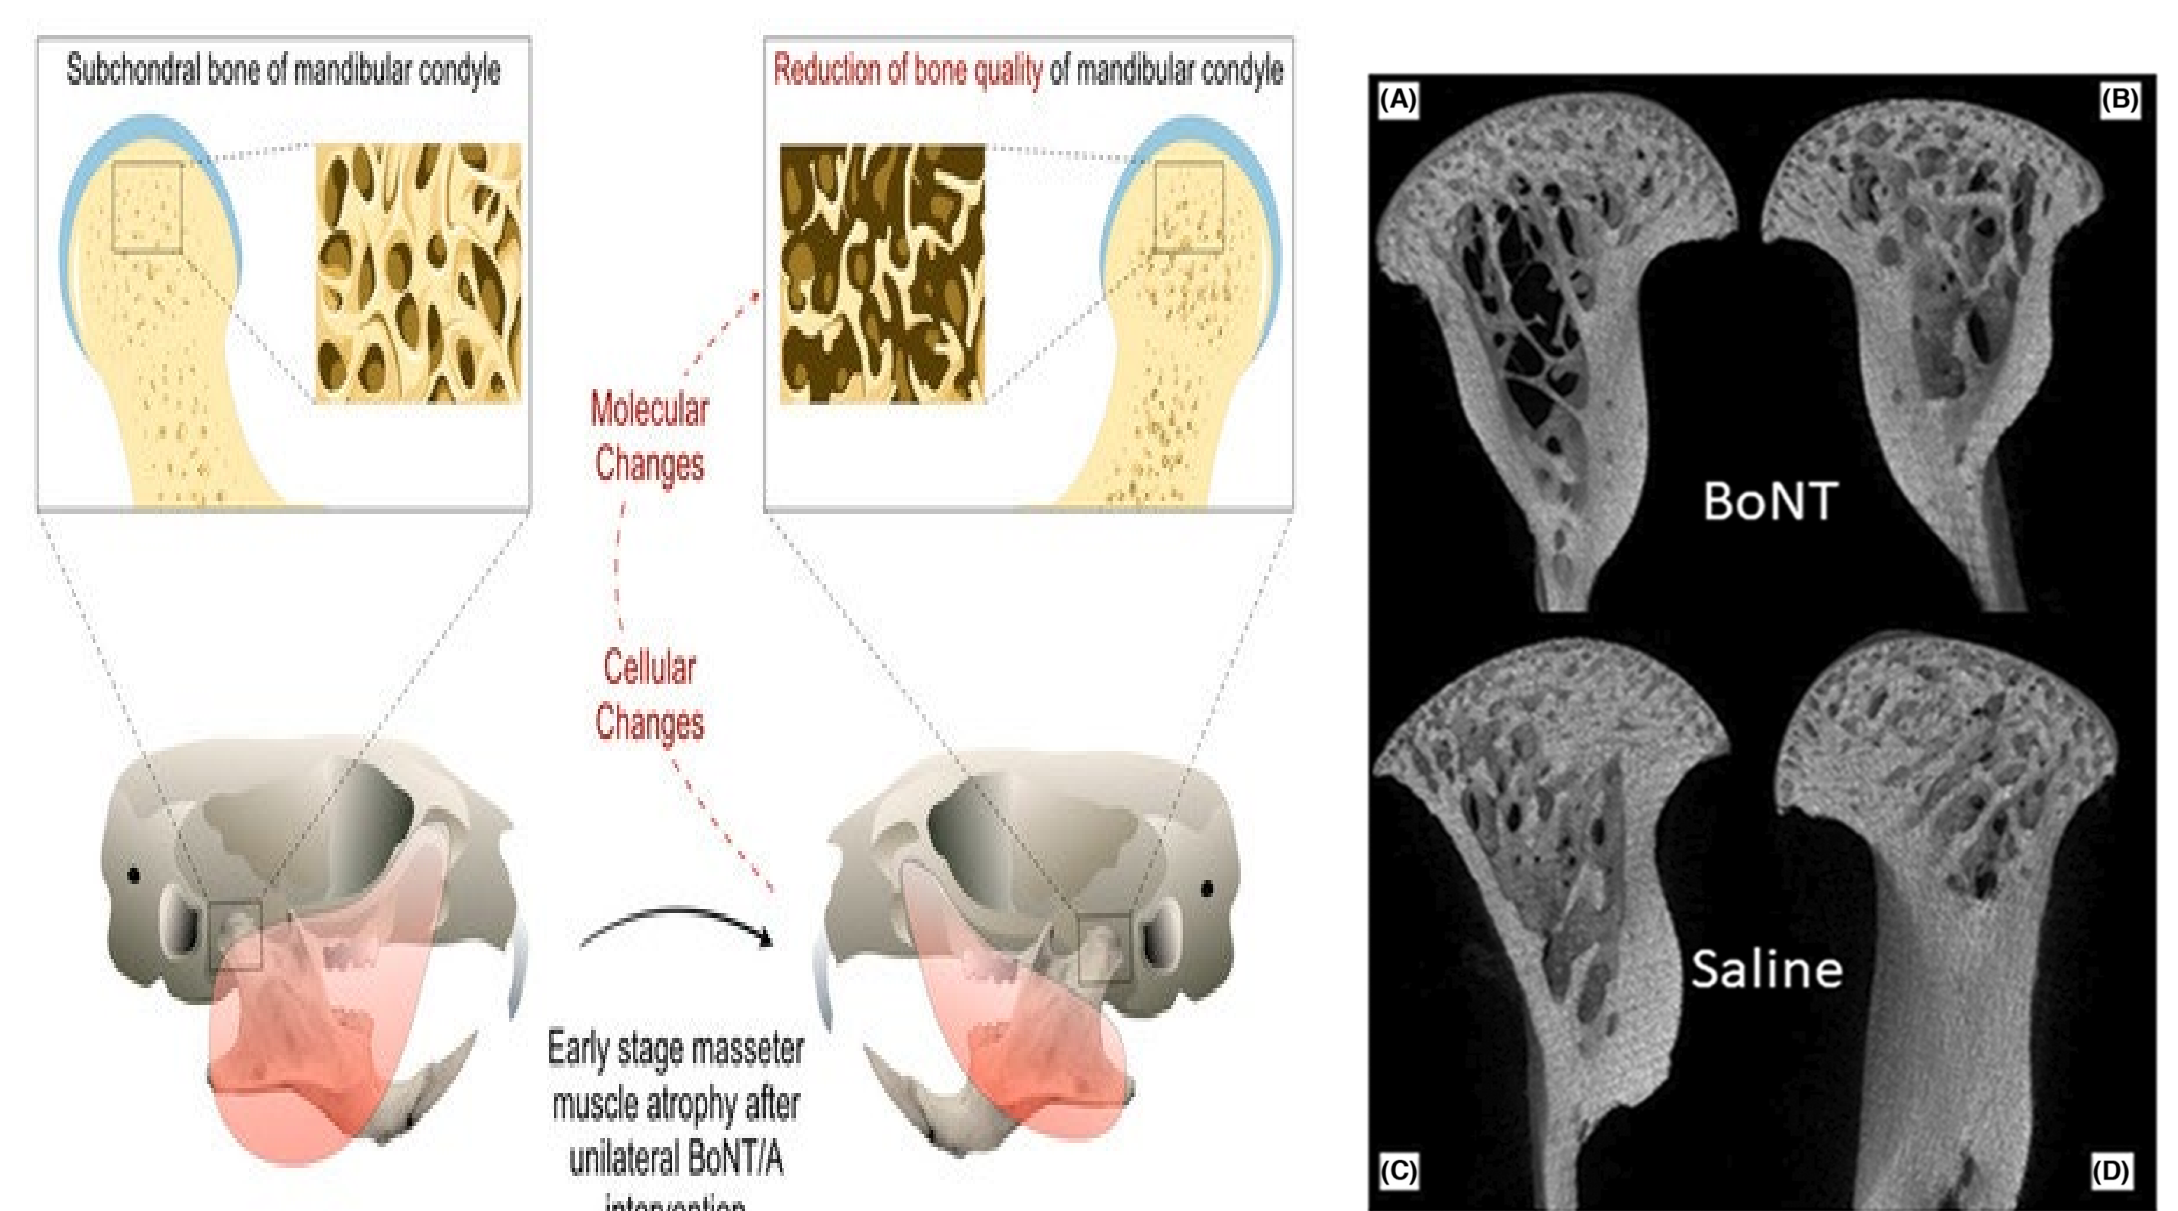 Subchondral bone of mandibular condyle
Reduction of bone quality of mandibular condyle
Molecular
Changes
Cellular
Changes
Early stage masseter
muscle atrophy after
unilateral BoNT/A
intervention
(A)
(B)
BoNT
Saline
(C)
(D)